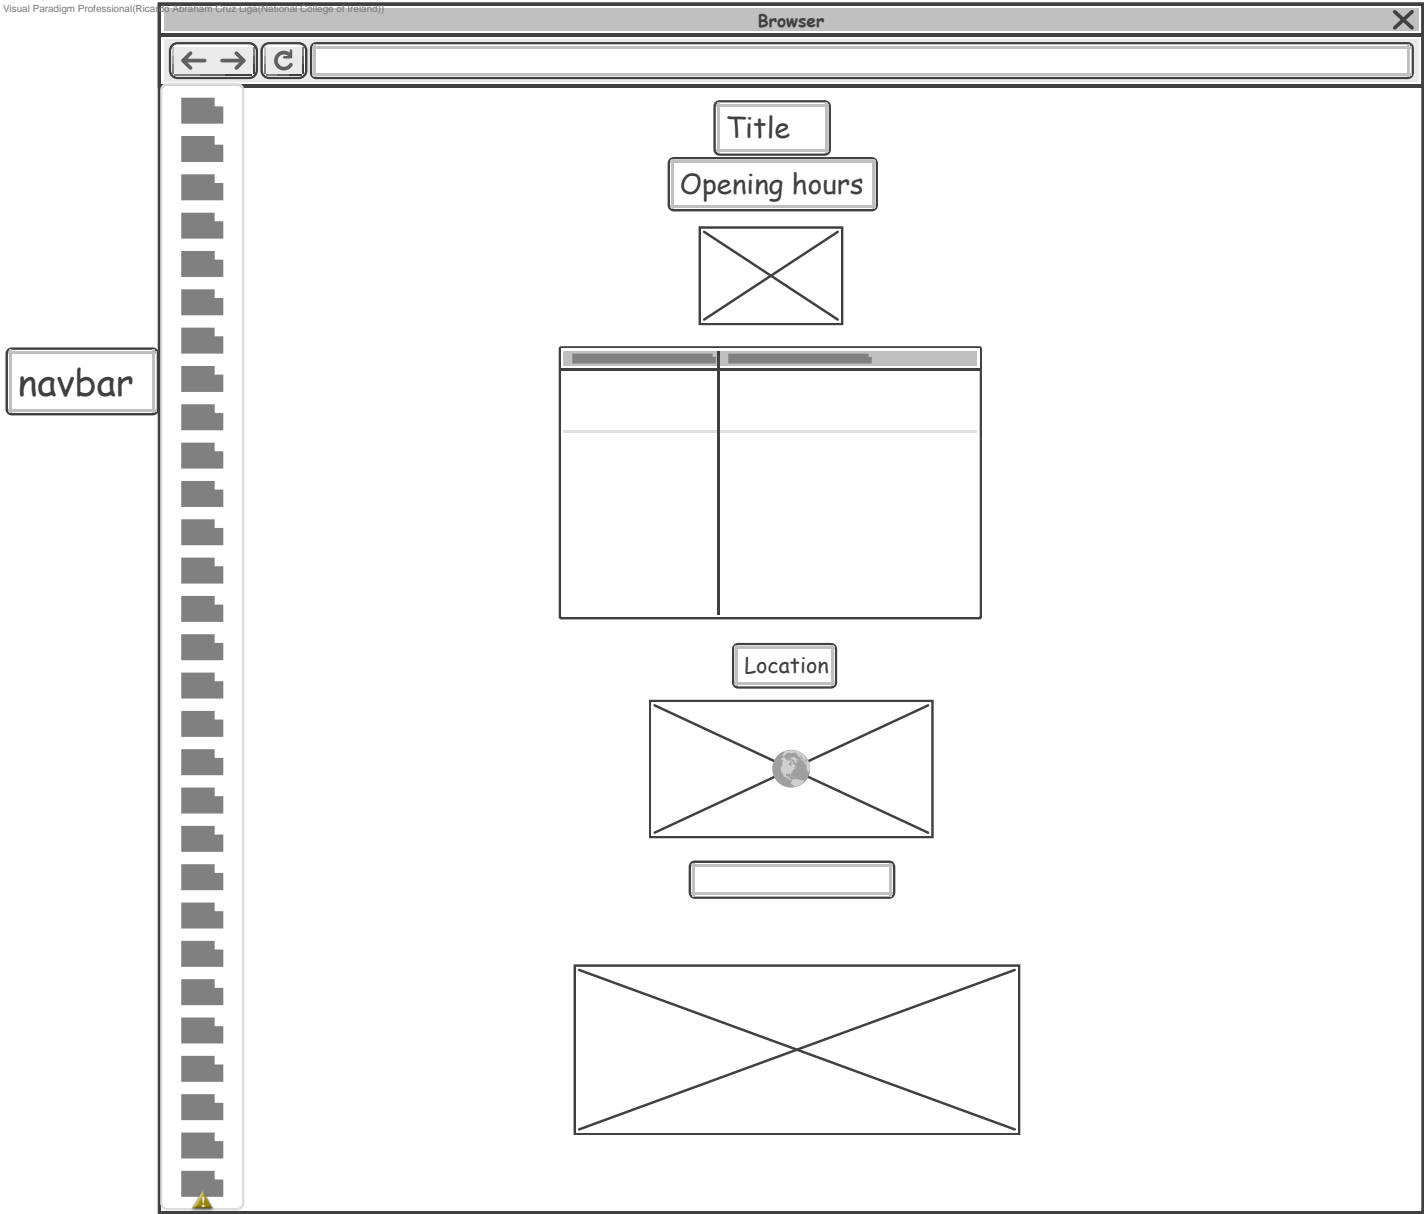 Visual Paradigm Professional(Ricardo Abraham Cruz Liga(National College of Ireland))
Browser
Title
Opening hours
navbar
Location